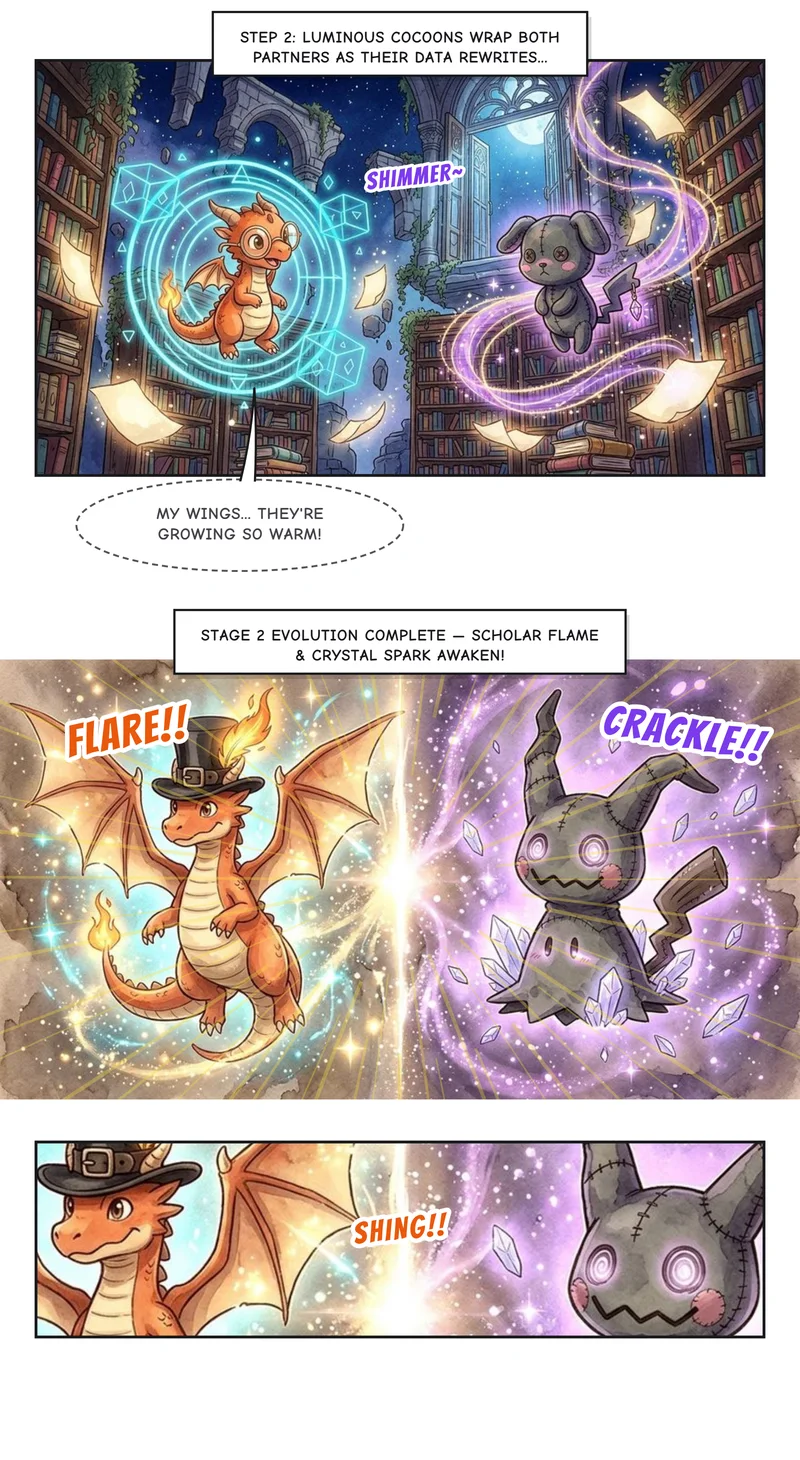 STEP 2: LUMINOUS COCOONS WRAP BOTH
PARTNERS AS THEIR DATA REWRITES...
SHIMMER~
MY WINGS... THEY'RE
GROWING SO WARM!
STAGE 2 EVOLUTION COMPLETE — SCHOLAR FLAME
& CRYSTAL SPARK AWAKEN!
FLARE!!
CRACKLE!!
SHING!!